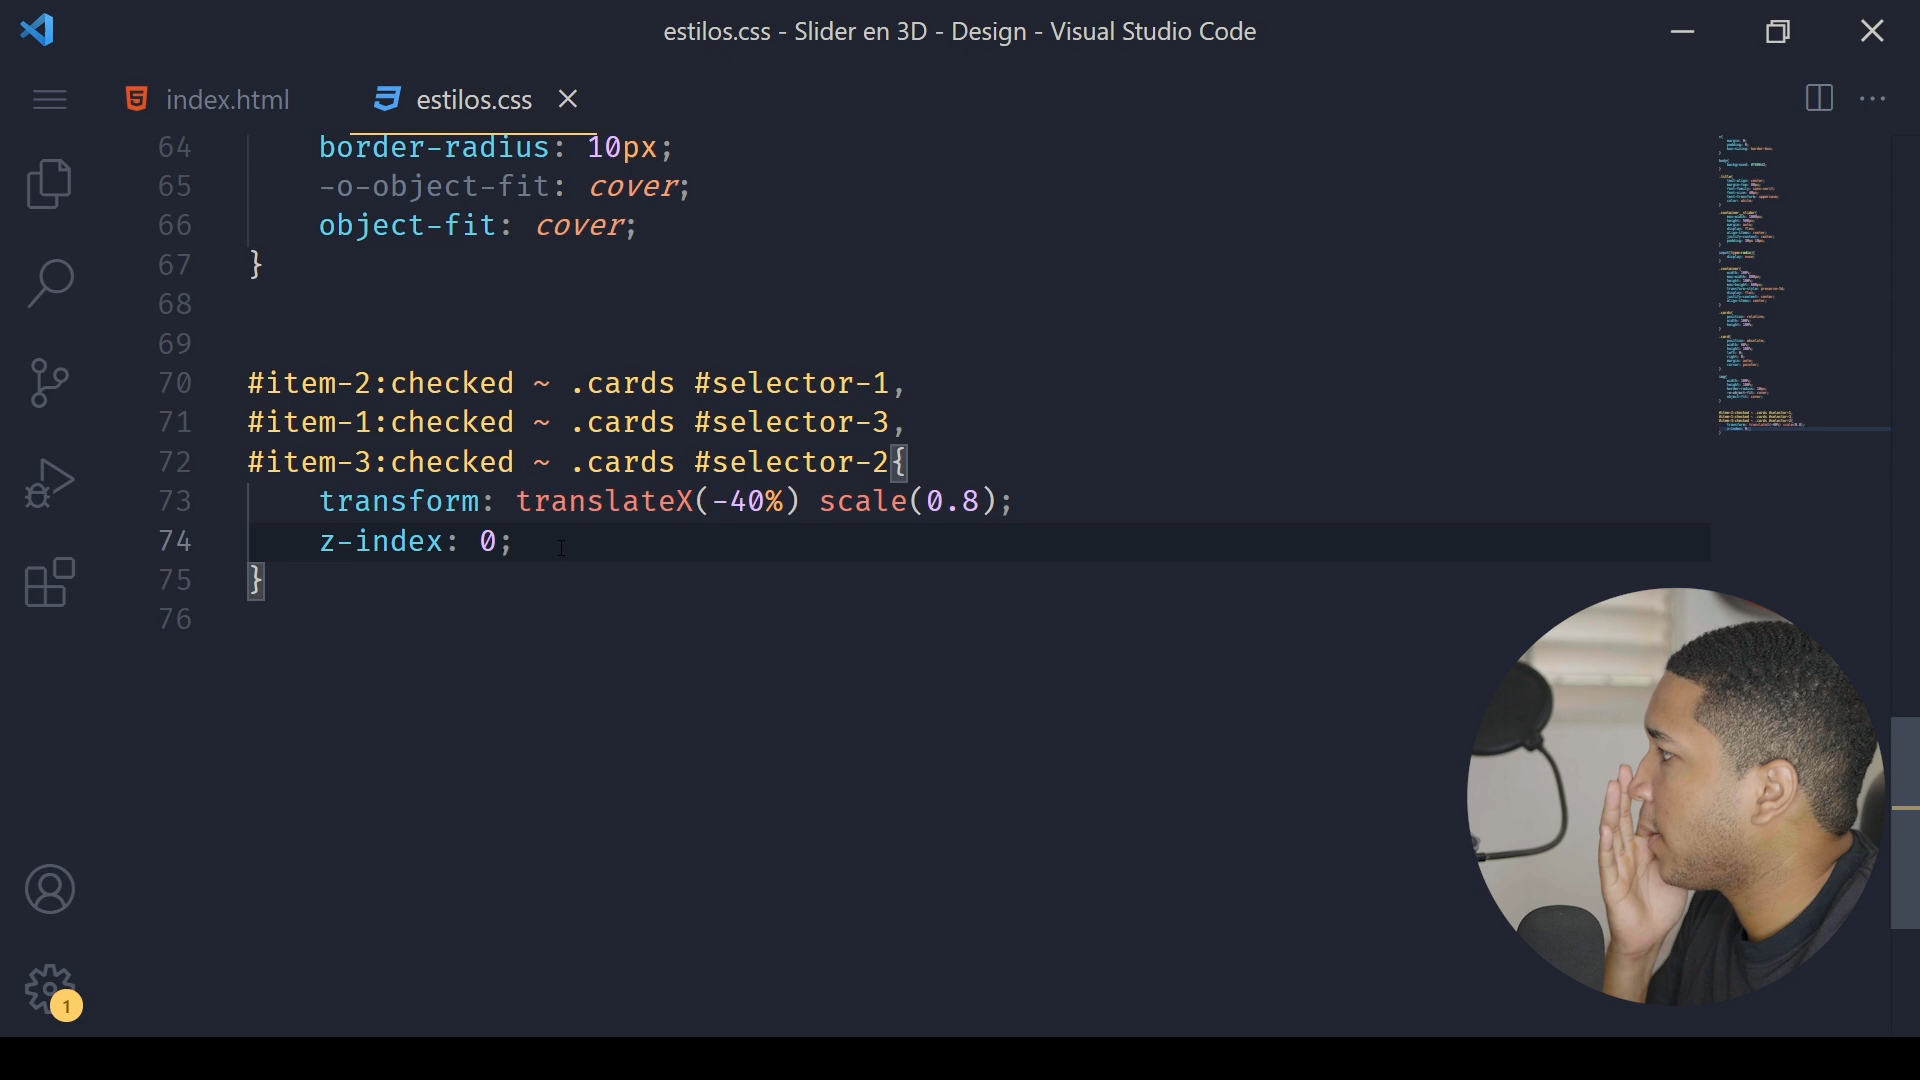 estilos.css - Slider en 3D - Design - Visual Studio Code
index.html
estilos.css
64 border-radius: 10px;
65 -o-object-fit: cover;
66 object-fit: cover;
67 }
68
69
70 #item-2:checked ~ .cards #selector-1,
71 #item-1:checked ~ .cards #selector-3,
72 #item-3:checked ~ .cards #selector-2{
73 transform: translateX(-40%) scale(0.8);
74 z-index: 0;
75 }
76
1